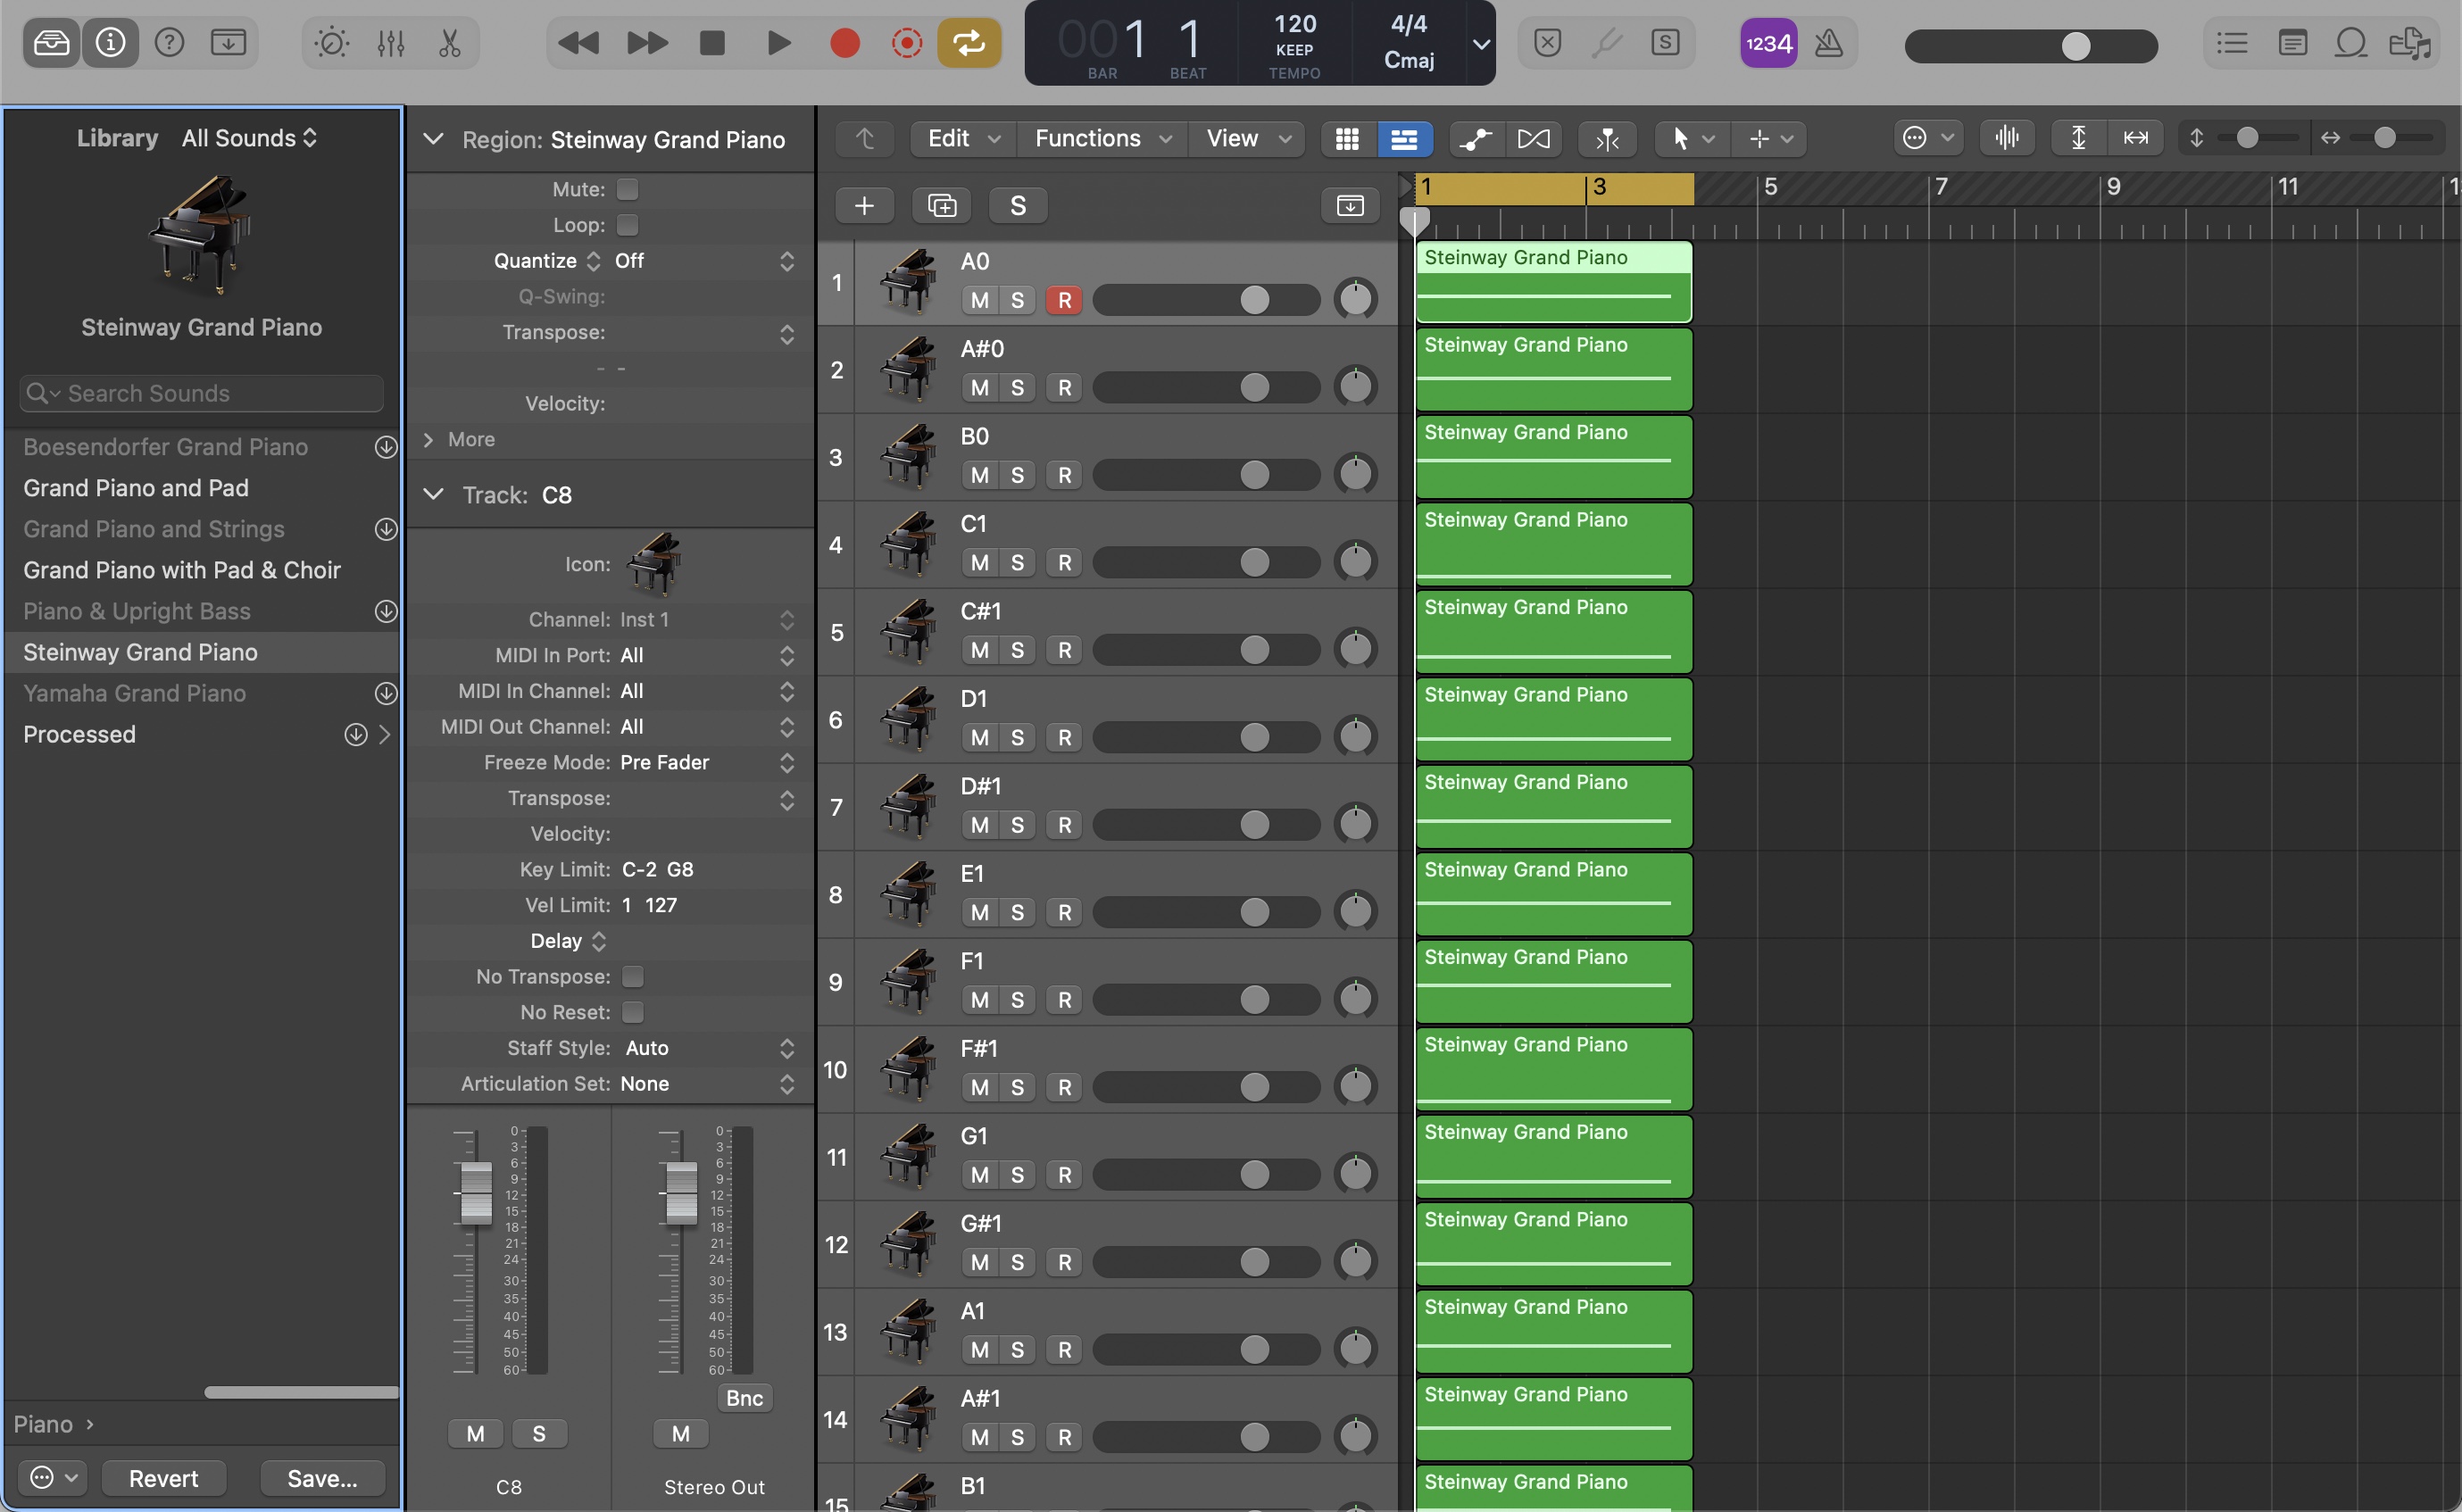 001 1
BAR BEAT
120
KEEP
TEMPO
4/4
Cmaj
S
1234
Library All Sounds
Steinway Grand Piano
Search Sounds
Boesendorfer Grand Piano
Grand Piano and Pad
Grand Piano and Strings
Grand Piano with Pad & Choir
Piano & Upright Bass
Steinway Grand Piano
Yamaha Grand Piano
Processed
Piano ›
Revert Save...
Region: Steinway Grand Piano
Mute:
Loop:
Quantize Off
Q-Swing:
Transpose:
- -
Velocity:
More
Track: C8
Icon:
Channel: Inst 1
MIDI In Port: All
MIDI In Channel: All
MIDI Out Channel: All
Freeze Mode: Pre Fader
Transpose:
Velocity:
Key Limit: C-2 G8
Vel Limit: 1 127
Delay
No Transpose:
No Reset:
Staff Style: Auto
Articulation Set: None
0 0
3 3
6 6
9 9
12 12
15 15
18 18
21 21
24 24
30 30
35 35
40 40
45 45
50 50
60 60
Bnc
M S M
C8 Stereo Out
Edit Functions View
S
1 3 5 7 9 11
1 A0
M S R
Steinway Grand Piano
2 A#0
M S R
Steinway Grand Piano
3 B0
M S R
Steinway Grand Piano
4 C1
M S R
Steinway Grand Piano
5 C#1
M S R
Steinway Grand Piano
6 D1
M S R
Steinway Grand Piano
7 D#1
M S R
Steinway Grand Piano
8 E1
M S R
Steinway Grand Piano
9 F1
M S R
Steinway Grand Piano
10 F#1
M S R
Steinway Grand Piano
11 G1
M S R
Steinway Grand Piano
12 G#1
M S R
Steinway Grand Piano
13 A1
M S R
Steinway Grand Piano
14 A#1
M S R
Steinway Grand Piano
15 B1
Steinway Grand Piano